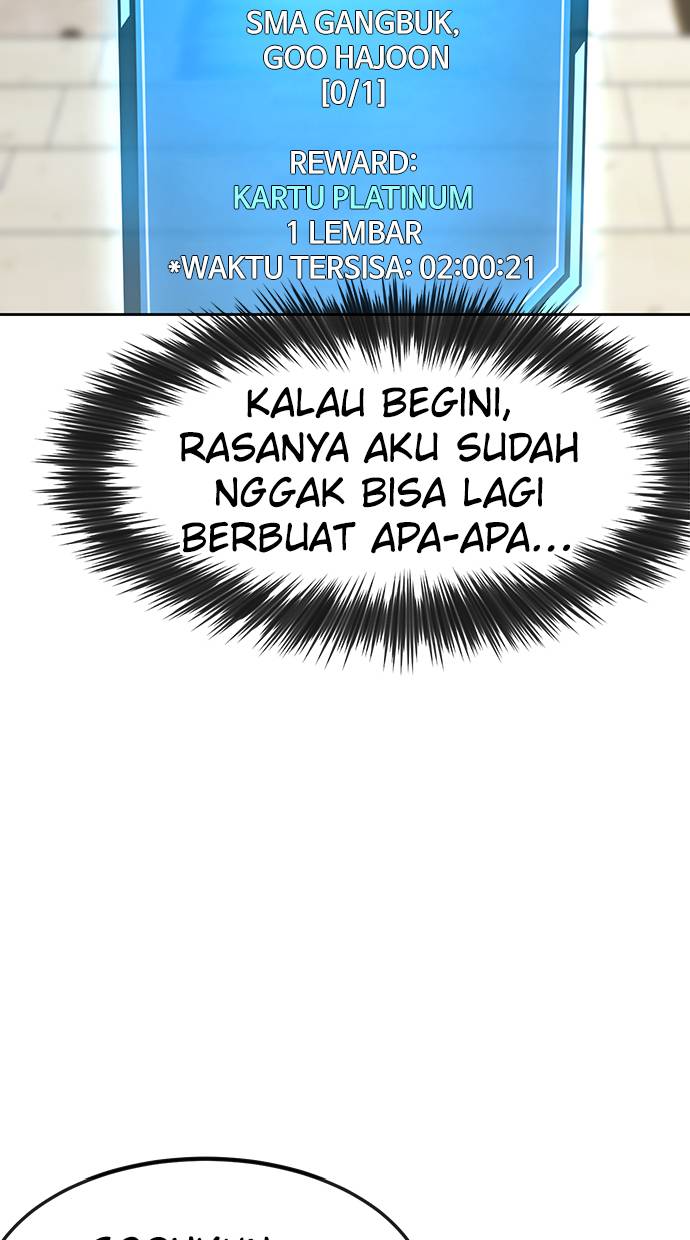 SMA GANGBUK,
GOO HAJOON
[0/1]
REWARD:
KARTU PLATINUM
1 LEMBAR
*WAKTU TERSISA: 02:00:21
KALAU BEGINI,
RASANYA AKU SUDAH
NGGAK BISA LAGI
BERBUAT APA-APA...